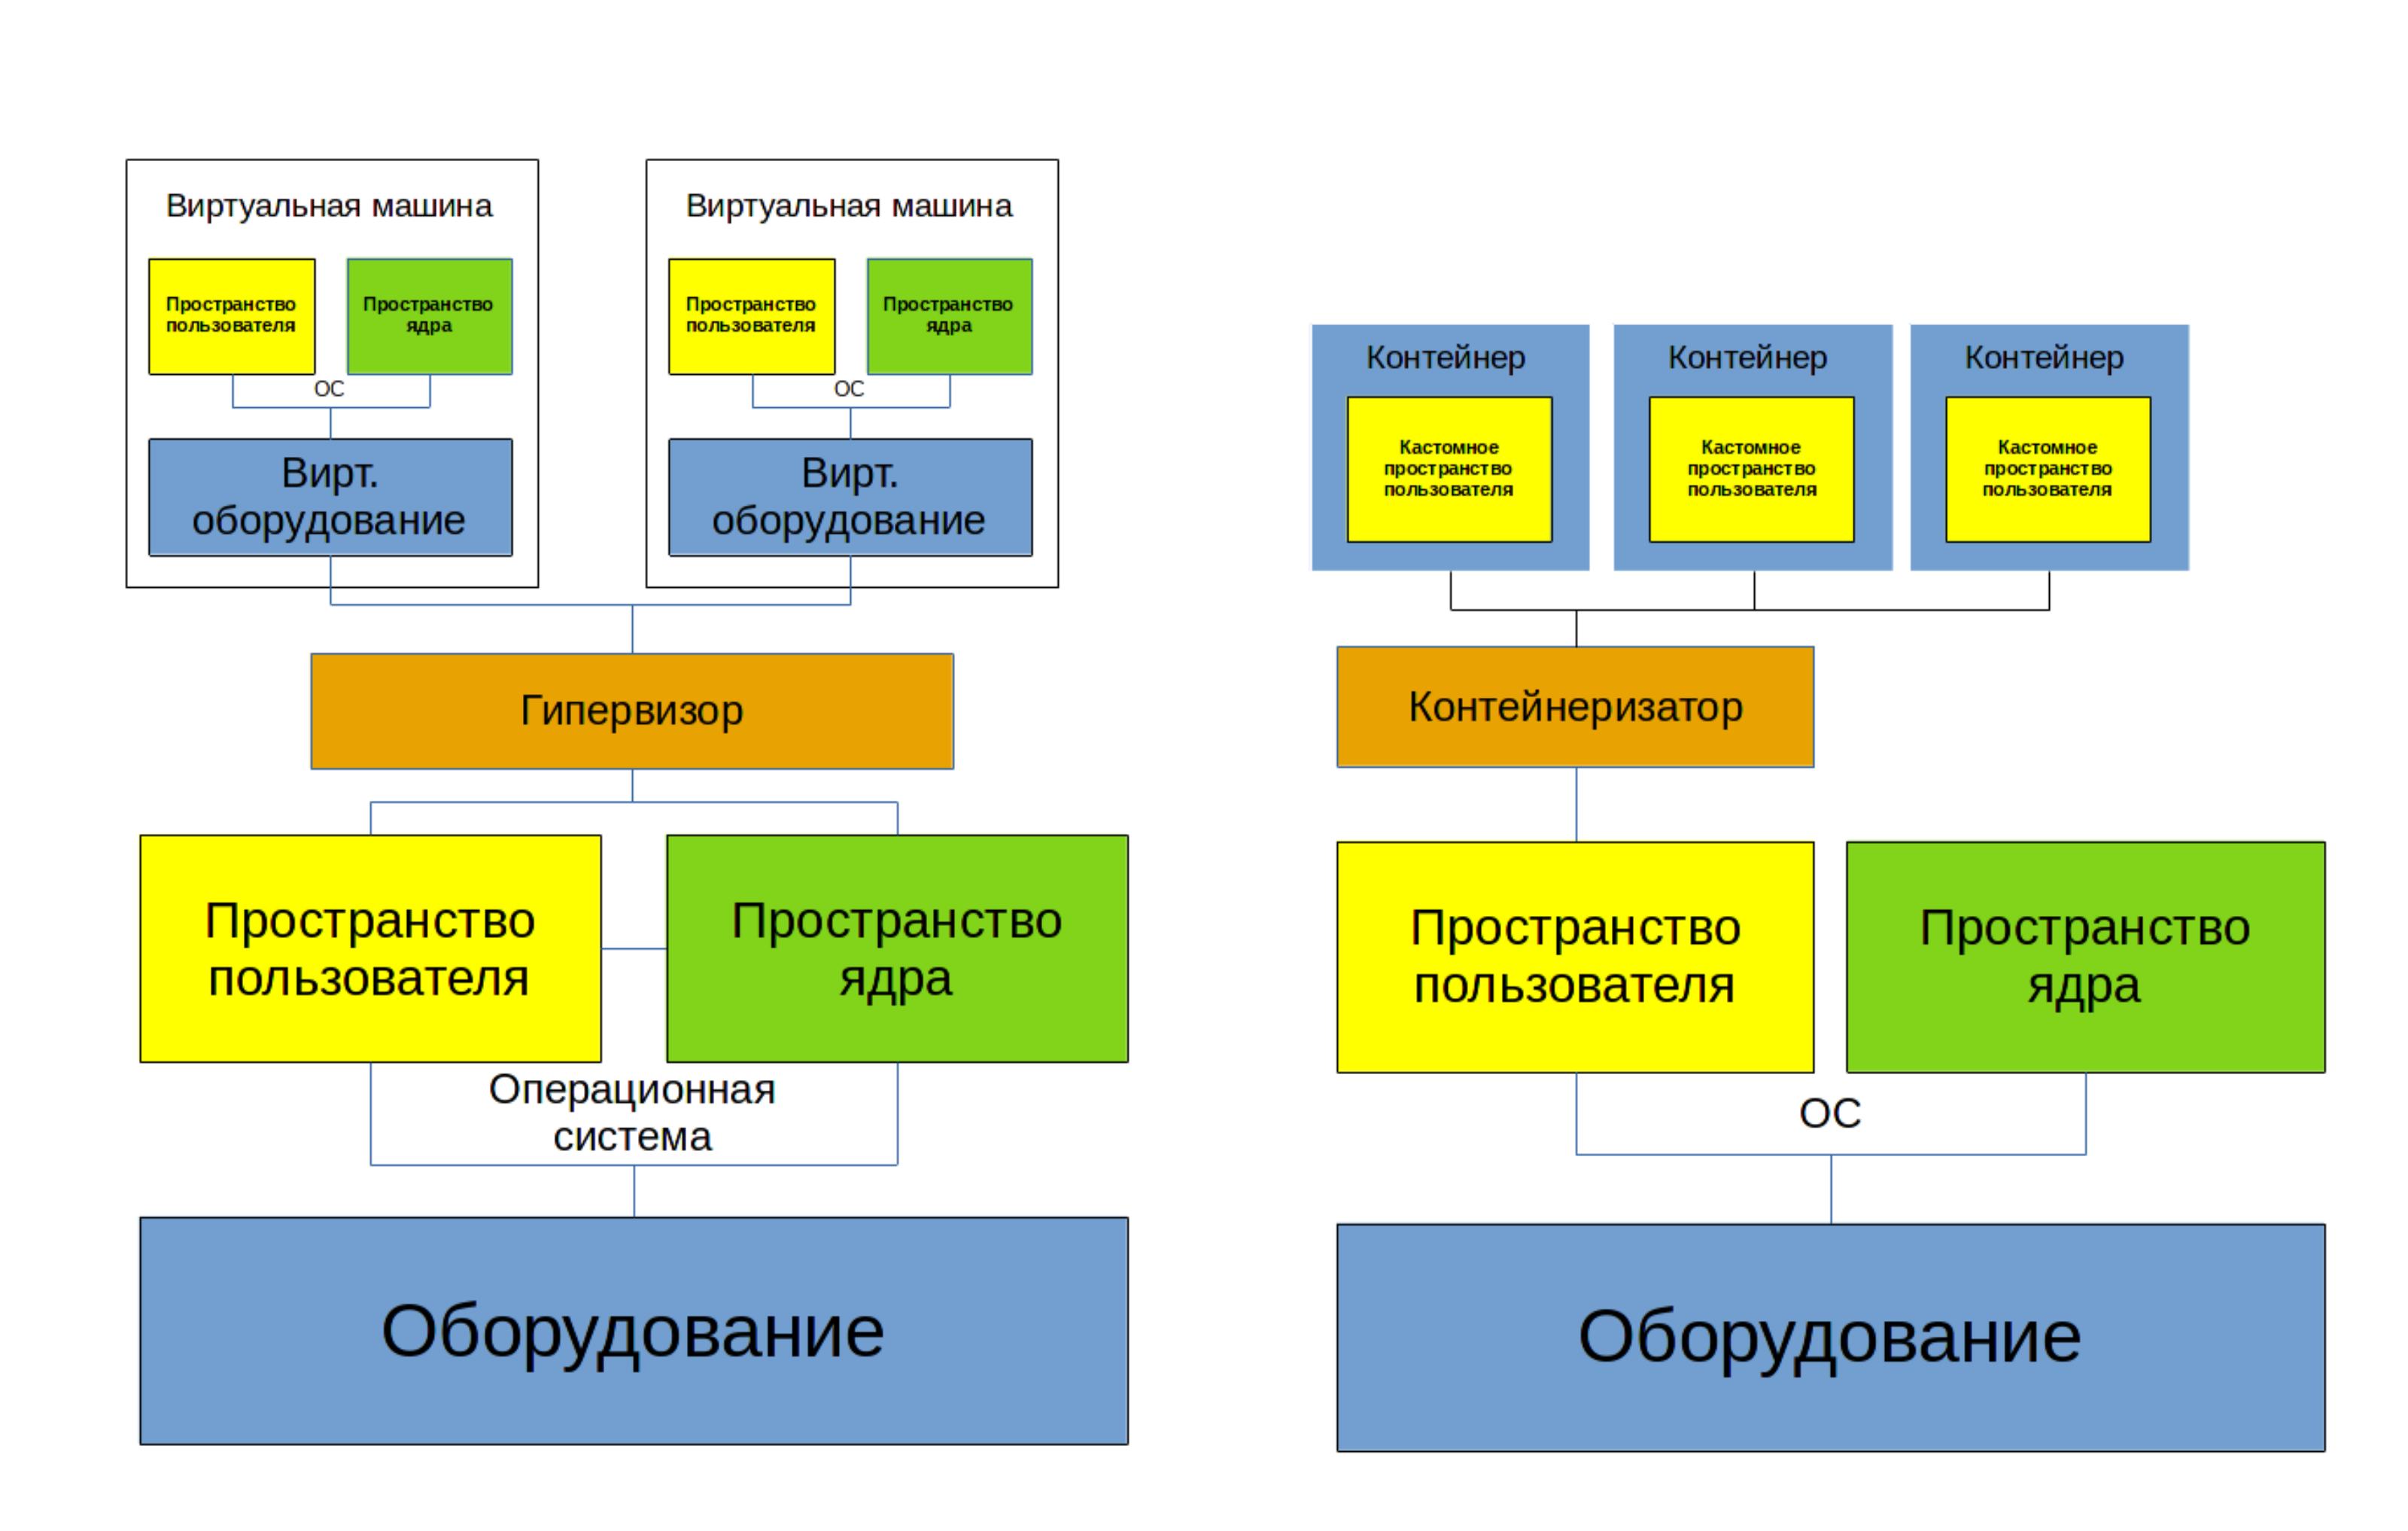 Виртуальная машина
Пространство
пользователя
Пространство
ядра
ОС
Вирт.
оборудование
Виртуальная машина
Пространство
пользователя
Пространство
ядра
ОС
Вирт.
оборудование
Гипервизор
Пространство
пользователя
Пространство
ядра
Операционная
система
Оборудование
Контейнер
Кастомное
пространство
пользователя
Контейнер
Кастомное
пространство
пользователя
Контейнер
Кастомное
пространство
пользователя
Контейнеризатор
Пространство
пользователя
Пространство
ядра
ОС
Оборудование